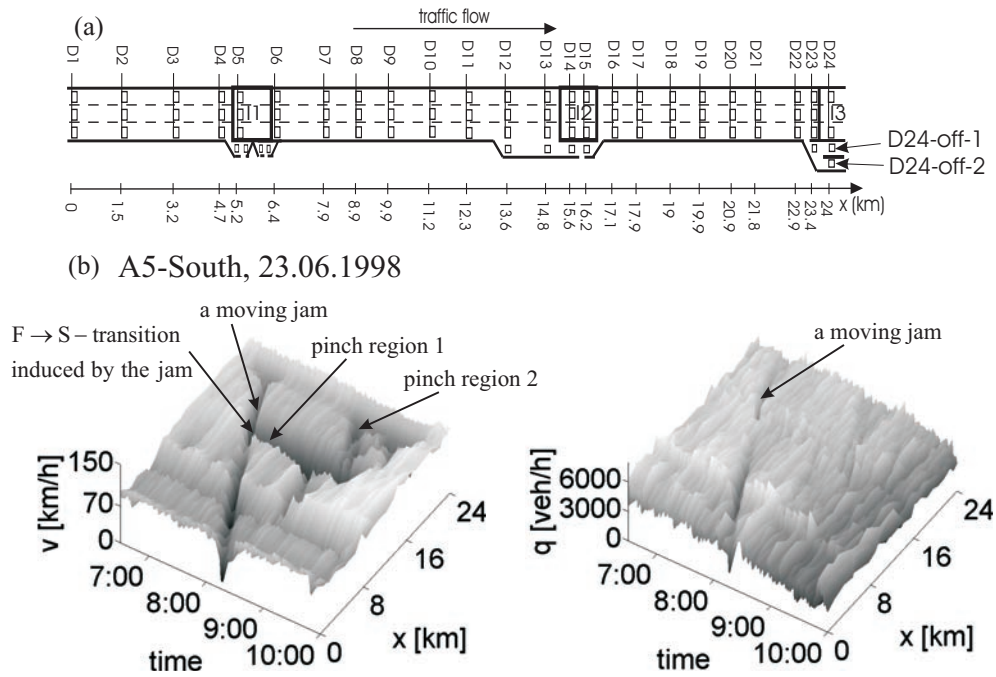 (a)
traffic flow
D1 D2 D3 D4 D5 D6 D7 D8 D9 D10 D11 D12 D13 D14 D15 D16 D17 D18 D19 D20 D21 D22 D23 D24
I1 I2 I3
D24-off-1
D24-off-2
x (km)
0 1.5 3.2 4.7 5.2 6.4 7.9 8.9 9.9 11.2 12.3 13.6 14.8 15.6 16.2 17.1 17.9 19 19.9 20.9 21.8 22.9 23.4 24
(b) A5-South, 23.06.1998
a moving jam
F → S – transition
induced by the jam
pinch region 1
pinch region 2
v [km/h]
150
70
0
7:00
8:00
9:00
10:00
time
0
8
16
24
x [km]
a moving jam
q [veh/h]
6000
3000
0
7:00
8:00
9:00
10:00
time
0
8
16
24
x [km]